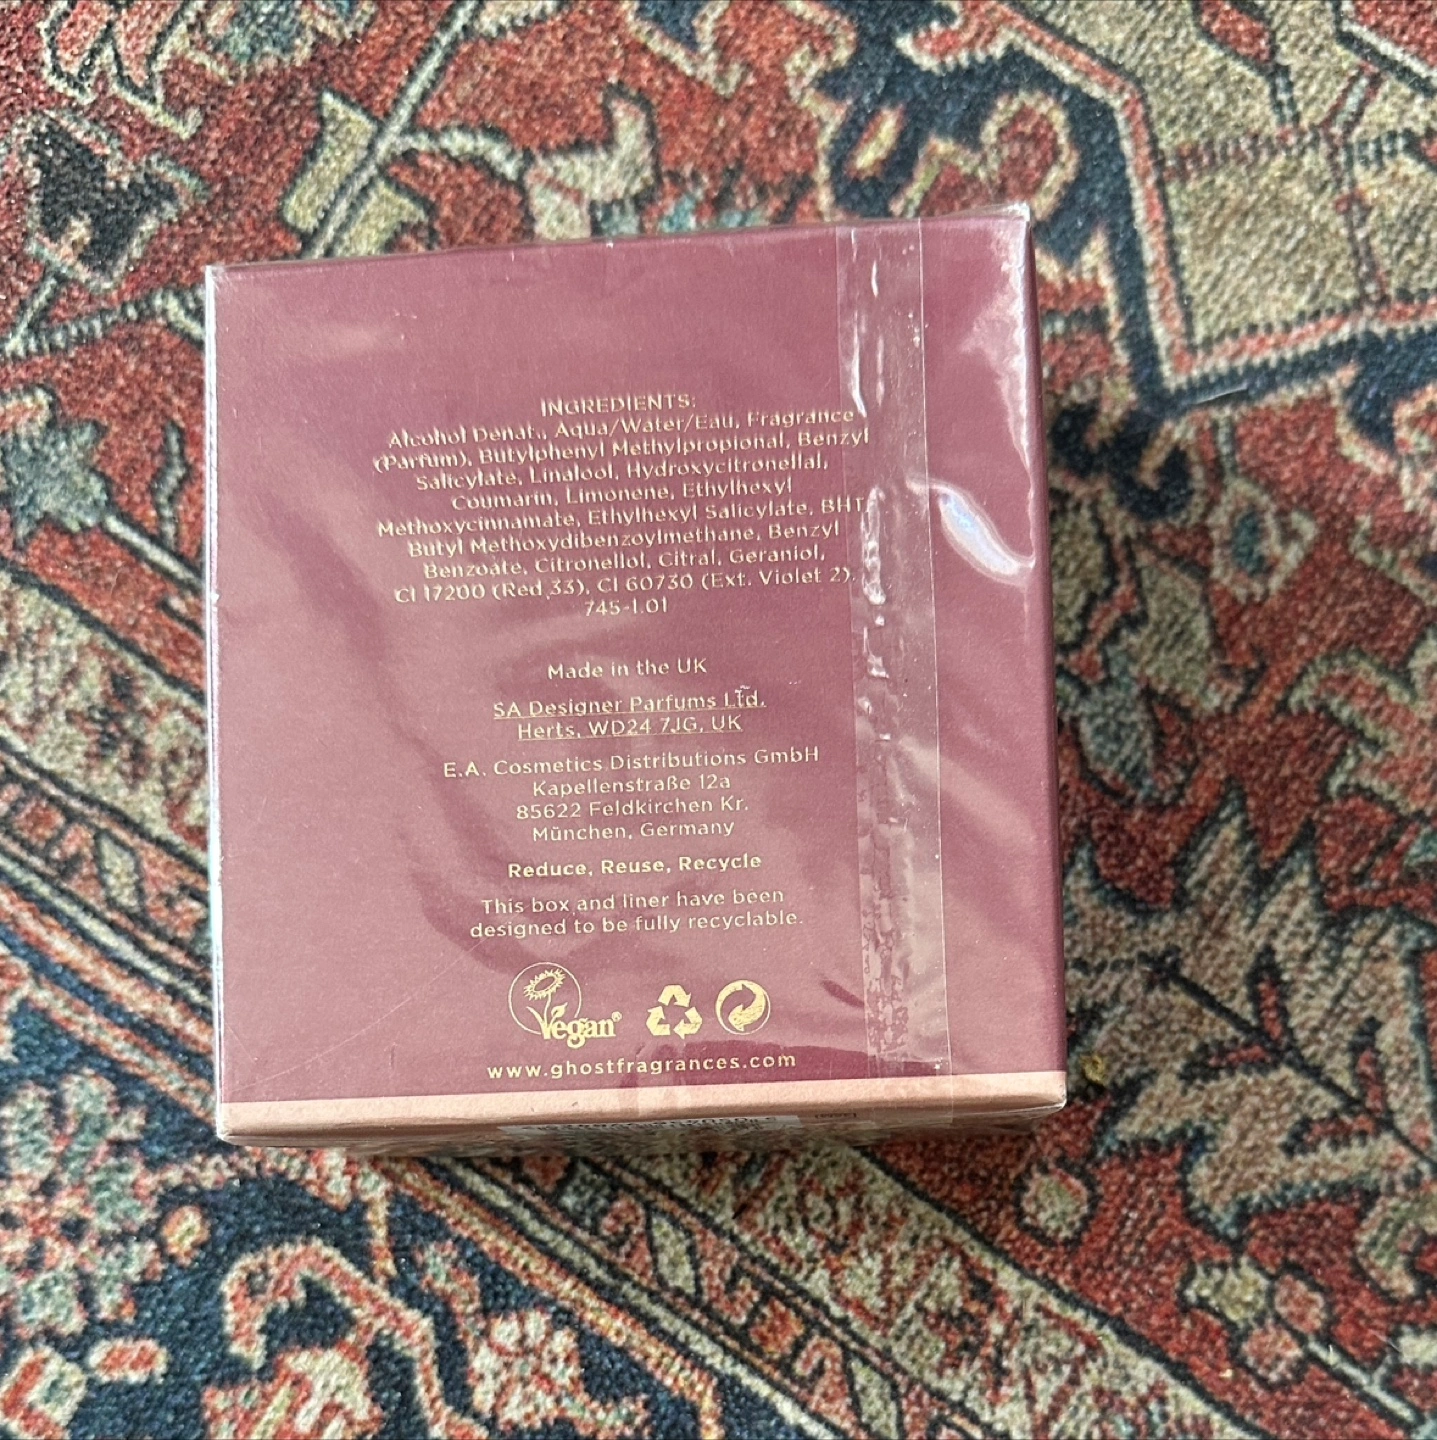 INGREDIENTS:
Alcohol Denat., Aqua/Water/Eau, Fragrance
(Parfum), Butylphenyl Methylpropional, Benzyl
Salicylate, Linalool, Hydroxycitronellal,
Coumarin, Limonene, Ethylhexyl
Methoxycinnamate, Ethylhexyl Salicylate, BHT,
Butyl Methoxydibenzoylmethane, Benzyl
Benzoate, Citronellol, Citral, Geraniol,
CI 17200 (Red 33), CI 60730 (Ext. Violet 2).
745-1.01
Made in the UK
SA Designer Parfums Ltd.
Herts, WD24 7JG, UK
E.A. Cosmetics Distributions GmbH
Kapellenstraße 12a
85622 Feldkirchen Kr.
München, Germany
Reduce, Reuse, Recycle
This box and liner have been
designed to be fully recyclable.
Vegan®
www.ghostfragrances.com